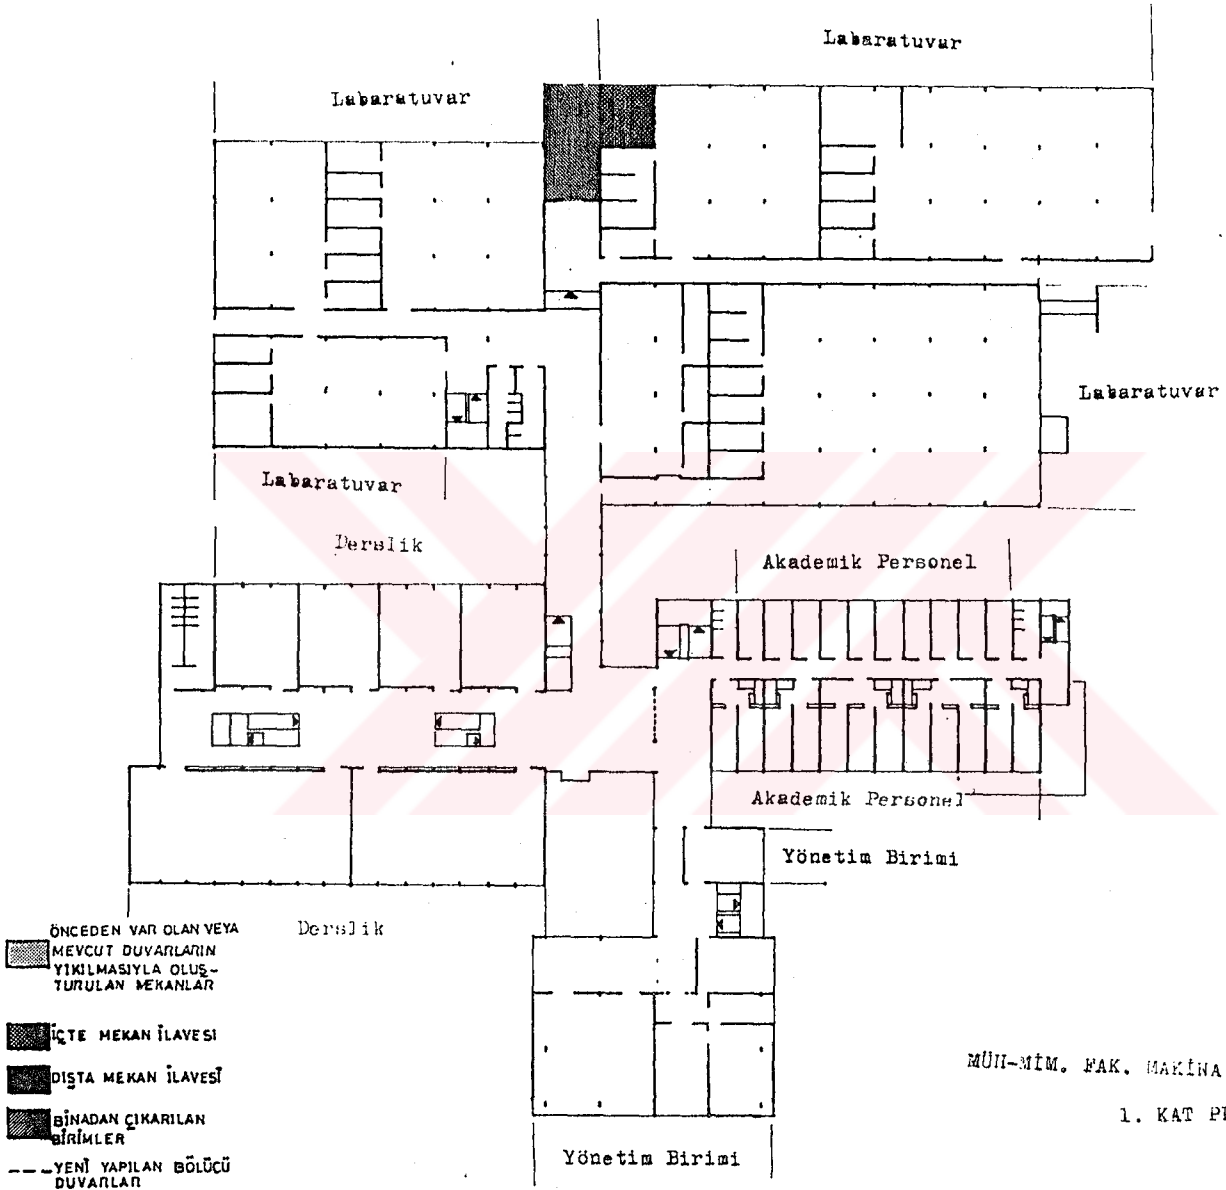 Labaratuvar
Labaratuvar
Labaratuvar
Labaratuvar
Derslik
Akademik Personel
Akademik Personel
Yönetim Birimi
Derslik
ÖNCEDEN VAR OLAN VEYA
MEVCUT DUVARLARIN
YIKILMASIYLA OLUŞ-
TURULAN MEKANLAR
İÇTE MEKAN İLAVESI
DIŞTA MEKAN İLAVESİ
BİNADAN ÇIKARILAN
BİRİMLER
YENİ YAPILAN BÖLÜCÜ
DUVARLAR
MÜH-MİM. FAK. MAKİNA
1. KAT
Yönetim Birimi